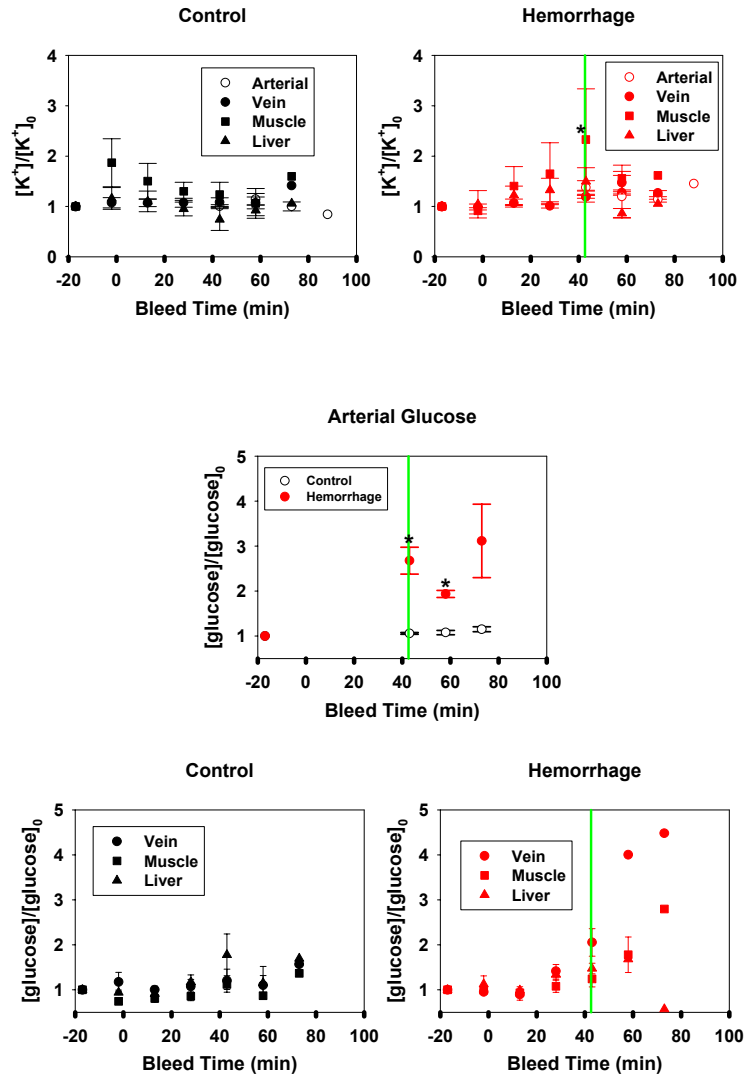 Control
Hemorrhage
[K⁺]/[K⁺]₀
4
3
2
1
0
Arterial
Vein
Muscle
Liver
-20 0 20 40 60 80 100
Bleed Time (min)
[K⁺]/[K⁺]₀
4
3
2
1
0
Arterial
Vein
Muscle
Liver
*
-20 0 20 40 60 80 100
Bleed Time (min)
Arterial Glucose
[glucose]/[glucose]₀
5
4
3
2
1
Control
Hemorrhage
*
*
-20 0 20 40 60 80 100
Bleed Time (min)
Control
Hemorrhage
[glucose]/[glucose]₀
5
4
3
2
1
Vein
Muscle
Liver
-20 0 20 40 60 80 100
Bleed Time (min)
[glucose]/[glucose]₀
5
4
3
2
1
Vein
Muscle
Liver
-20 0 20 40 60 80 100
Bleed Time (min)